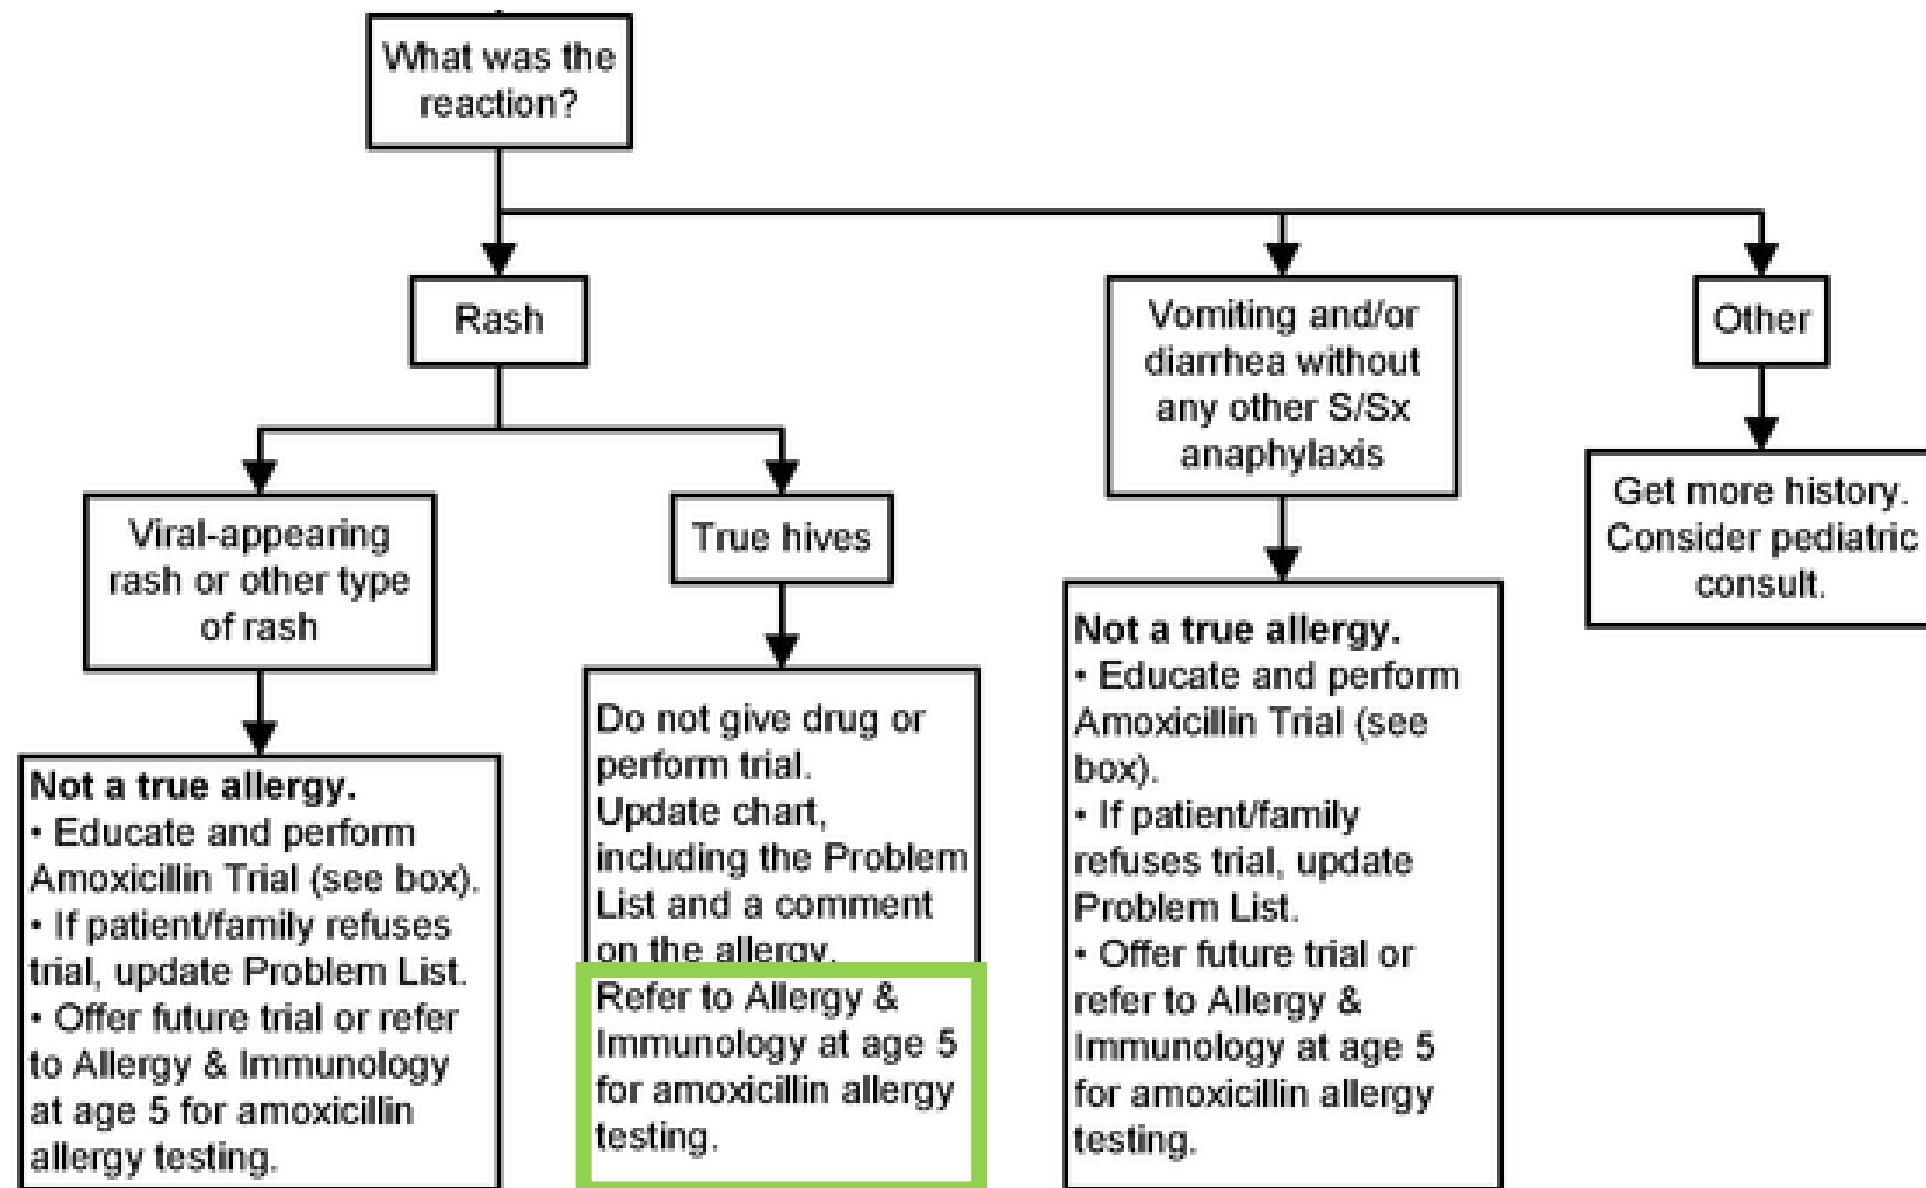 What was the
reaction?
Rash
Vomiting and/or
diarrhea without
any other S/Sx
anaphylaxis
Other
Viral-appearing
rash or other type
of rash
True hives
Get more history.
Consider pediatric
consult.
Not a true allergy.
• Educate and perform
Amoxicillin Trial (see box).
• If patient/family refuses
trial, update Problem List.
• Offer future trial or refer
to Allergy & Immunology
at age 5 for amoxicillin
allergy testing.
Do not give drug or
perform trial.
Update chart,
including the Problem
List and a comment
on the allergy.
Refer to Allergy &
Immunology at age 5
for amoxicillin allergy
testing.
Not a true allergy.
• Educate and perform
Amoxicillin Trial (see
box).
• If patient/family
refuses trial, update
Problem List.
• Offer future trial or
refer to Allergy &
Immunology at age 5
for amoxicillin allergy
testing.